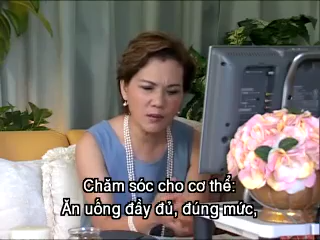 Chăm sóc cho cơ thể:
Ăn uống đầy đủ, đúng mức,